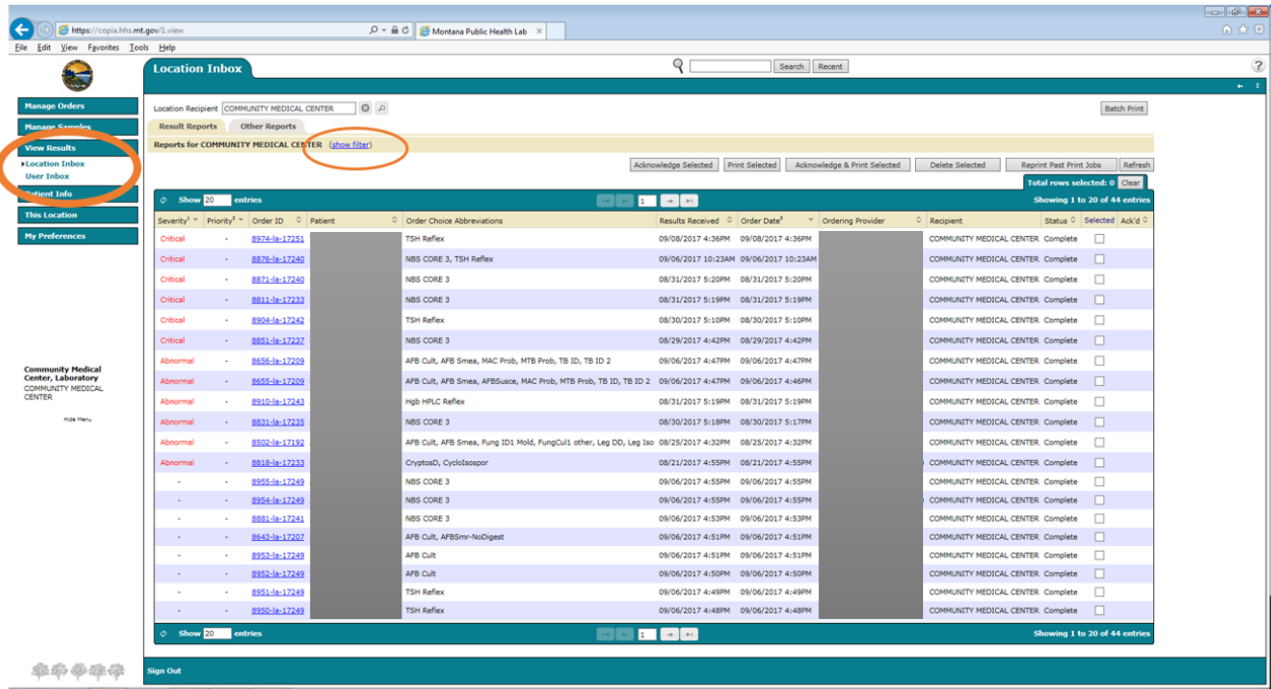 https://copia.hhs.mt.gov/1.view
Montana Public Health Lab
File Edit View Favorites Tools Help
Location Inbox
Search Recent
Manage Orders
Manage Samples
View Results
Location Inbox
User Inbox
Patient Info
This Location
My Preferences
Community Medical
Center, Laboratory
COMMUNITY MEDICAL
CENTER
Hide Menu
Location Recipient COMMUNITY MEDICAL CENTER Batch Print
Result Reports Other Reports
Reports for COMMUNITY MEDICAL CENTER (show filter)
Acknowledge Selected Print Selected Acknowledge & Print Selected Delete Selected Reprint Past Print Jobs Refresh
Total rows selected: 0 Clear
Show 20 entries 1 Showing 1 to 20 of 44 entries
Severity1 Priority2 Order ID Patient Order Choice Abbreviations Results Received Order Date3 Ordering Provider Recipient Status Selected Ack'd
Critical - 8974-la-17251 TSH Reflex 09/08/2017 4:36PM 09/08/2017 4:36PM COMMUNITY MEDICAL CENTER Complete
Critical - 8876-la-17240 NBS CORE 3, TSH Reflex 09/06/2017 10:23AM 09/06/2017 10:23AM COMMUNITY MEDICAL CENTER Complete
Critical - 8871-la-17240 NBS CORE 3 08/31/2017 5:20PM 08/31/2017 5:20PM COMMUNITY MEDICAL CENTER Complete
Critical - 8811-la-17233 NBS CORE 3 08/31/2017 5:19PM 08/31/2017 5:19PM COMMUNITY MEDICAL CENTER Complete
Critical - 8904-la-17242 TSH Reflex 08/30/2017 5:10PM 08/30/2017 5:10PM COMMUNITY MEDICAL CENTER Complete
Critical - 8851-la-17237 NBS CORE 3 08/29/2017 4:42PM 08/29/2017 4:42PM COMMUNITY MEDICAL CENTER Complete
Abnormal - 8656-la-17209 AFB Cult, AFB Smea, MAC Prob, MTB Prob, TB ID, TB ID 2 09/06/2017 4:47PM 09/06/2017 4:47PM COMMUNITY MEDICAL CENTER Complete
Abnormal - 8655-la-17209 AFB Cult, AFB Smea, AFBSusce, MAC Prob, MTB Prob, TB ID, TB ID 2 09/06/2017 4:47PM 09/06/2017 4:46PM COMMUNITY MEDICAL CENTER Complete
Abnormal - 8910-la-17243 Hgb HPLC Reflex 08/31/2017 5:19PM 08/31/2017 5:19PM COMMUNITY MEDICAL CENTER Complete
Abnormal - 8831-la-17235 NBS CORE 3 08/30/2017 5:18PM 08/30/2017 5:17PM COMMUNITY MEDICAL CENTER Complete
Abnormal - 8502-la-17192 AFB Cult, AFB Smea, Fung ID1 Mold, FungCul1 other, Leg DD, Leg Iso 08/25/2017 4:32PM 08/25/2017 4:32PM COMMUNITY MEDICAL CENTER Complete
Abnormal - 8818-la-17233 CryptosD, CycloIsospor 08/21/2017 4:55PM 08/21/2017 4:55PM COMMUNITY MEDICAL CENTER Complete
- - 8955-la-17249 NBS CORE 3 09/06/2017 4:55PM 09/06/2017 4:55PM COMMUNITY MEDICAL CENTER Complete
- - 8954-la-17249 NBS CORE 3 09/06/2017 4:55PM 09/06/2017 4:55PM COMMUNITY MEDICAL CENTER Complete
- - 8881-la-17241 NBS CORE 3 09/06/2017 4:53PM 09/06/2017 4:53PM COMMUNITY MEDICAL CENTER Complete
- - 8643-la-17207 AFB Cult, AFBSmr-NoDigest 09/06/2017 4:51PM 09/06/2017 4:51PM COMMUNITY MEDICAL CENTER Complete
- - 8953-la-17249 AFB Cult 09/06/2017 4:51PM 09/06/2017 4:51PM COMMUNITY MEDICAL CENTER Complete
- - 8952-la-17249 AFB Cult 09/06/2017 4:50PM 09/06/2017 4:50PM COMMUNITY MEDICAL CENTER Complete
- - 8951-la-17249 TSH Reflex 09/06/2017 4:49PM 09/06/2017 4:49PM COMMUNITY MEDICAL CENTER Complete
- - 8950-la-17249 TSH Reflex 09/06/2017 4:48PM 09/06/2017 4:48PM COMMUNITY MEDICAL CENTER Complete
Show 20 entries 1 Showing 1 to 20 of 44 entries
Sign Out